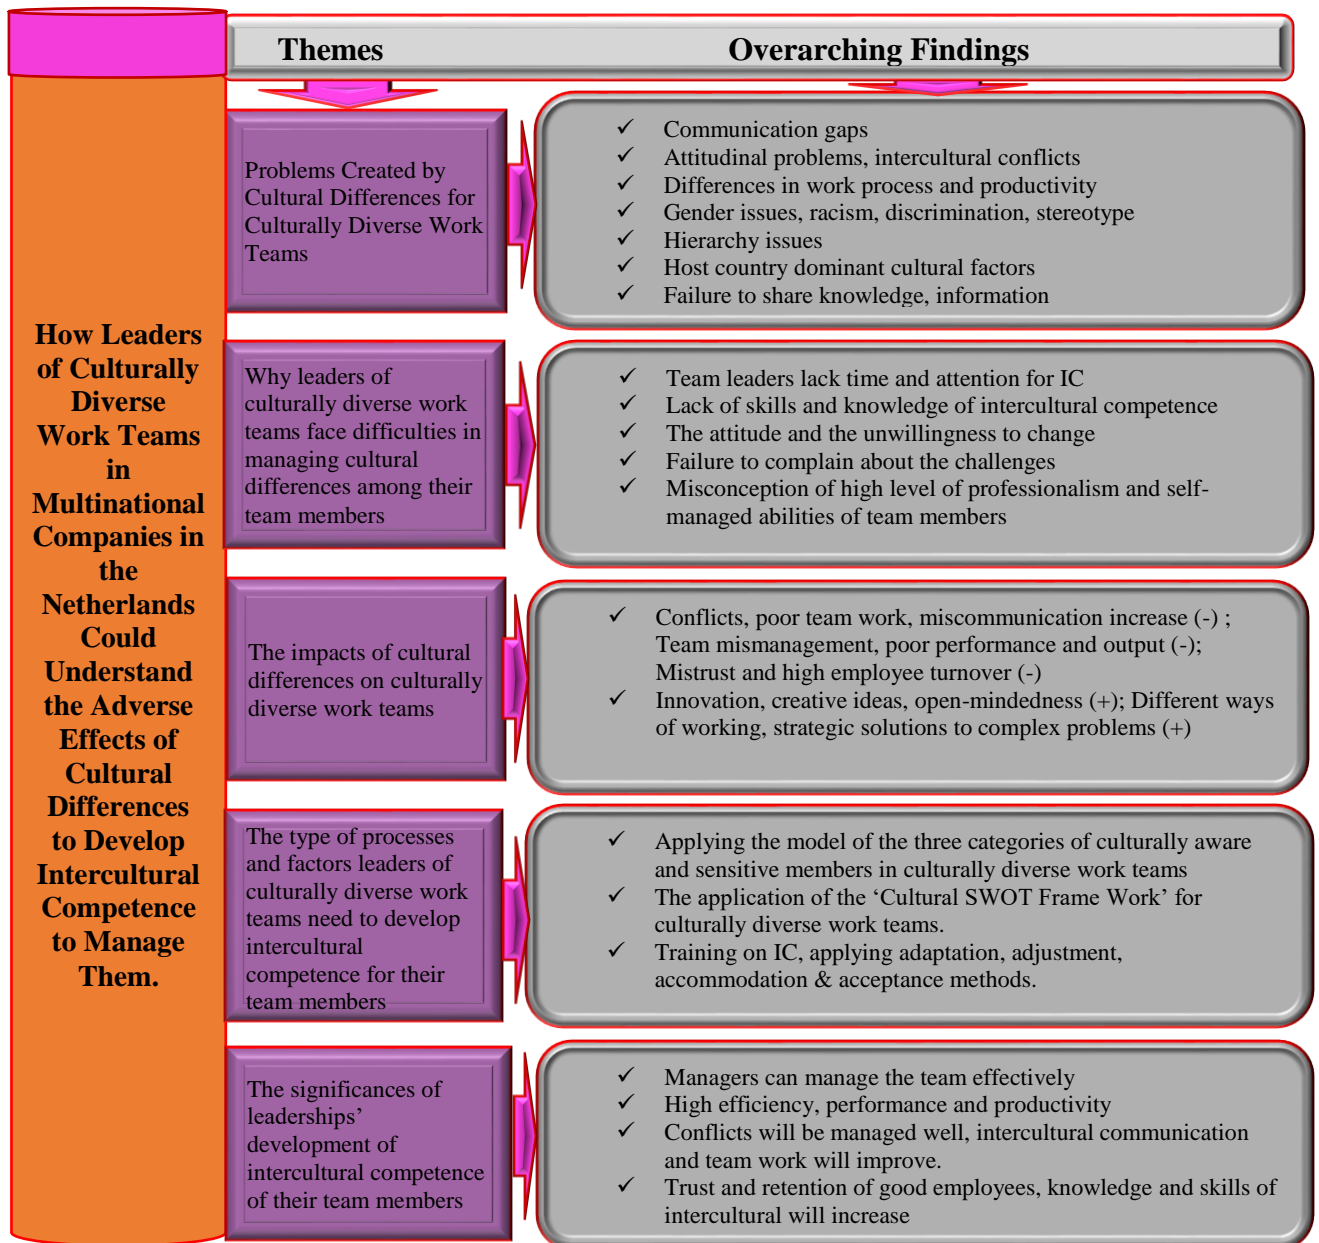 Themes
Overarching Findings
How Leaders
of Culturally
Diverse
Work Teams
in
Multinational
Companies in
the
Netherlands
Could
Understand
the Adverse
Effects of
Cultural
Differences
to Develop
Intercultural
Competence
to Manage
Them.
Problems Created by
Cultural Differences for
Culturally Diverse Work
Teams
✓ Communication gaps
✓ Attitudinal problems, intercultural conflicts
✓ Differences in work process and productivity
✓ Gender issues, racism, discrimination, stereotype
✓ Hierarchy issues
✓ Host country dominant cultural factors
✓ Failure to share knowledge, information
Why leaders of
culturally diverse work
teams face difficulties in
managing cultural
differences among their
team members
✓ Team leaders lack time and attention for IC
✓ Lack of skills and knowledge of intercultural competence
✓ The attitude and the unwillingness to change
✓ Failure to complain about the challenges
✓ Misconception of high level of professionalism and self-
managed abilities of team members
The impacts of cultural
differences on culturally
diverse work teams
✓ Conflicts, poor team work, miscommunication increase (-) ;
Team mismanagement, poor performance and output (-);
Mistrust and high employee turnover (-)
✓ Innovation, creative ideas, open-mindedness (+); Different ways
of working, strategic solutions to complex problems (+)
The type of processes
and factors leaders of
culturally diverse work
teams need to develop
intercultural
competence for their
team members
✓ Applying the model of the three categories of culturally aware
and sensitive members in culturally diverse work teams
✓ The application of the ‘Cultural SWOT Frame Work’ for
culturally diverse work teams.
✓ Training on IC, applying adaptation, adjustment,
accommodation & acceptance methods.
The significances of
leaderships’
development of
intercultural competence
of their team members
✓ Managers can manage the team effectively
✓ High efficiency, performance and productivity
✓ Conflicts will be managed well, intercultural communication
and team work will improve.
✓ Trust and retention of good employees, knowledge and skills of
intercultural will increase